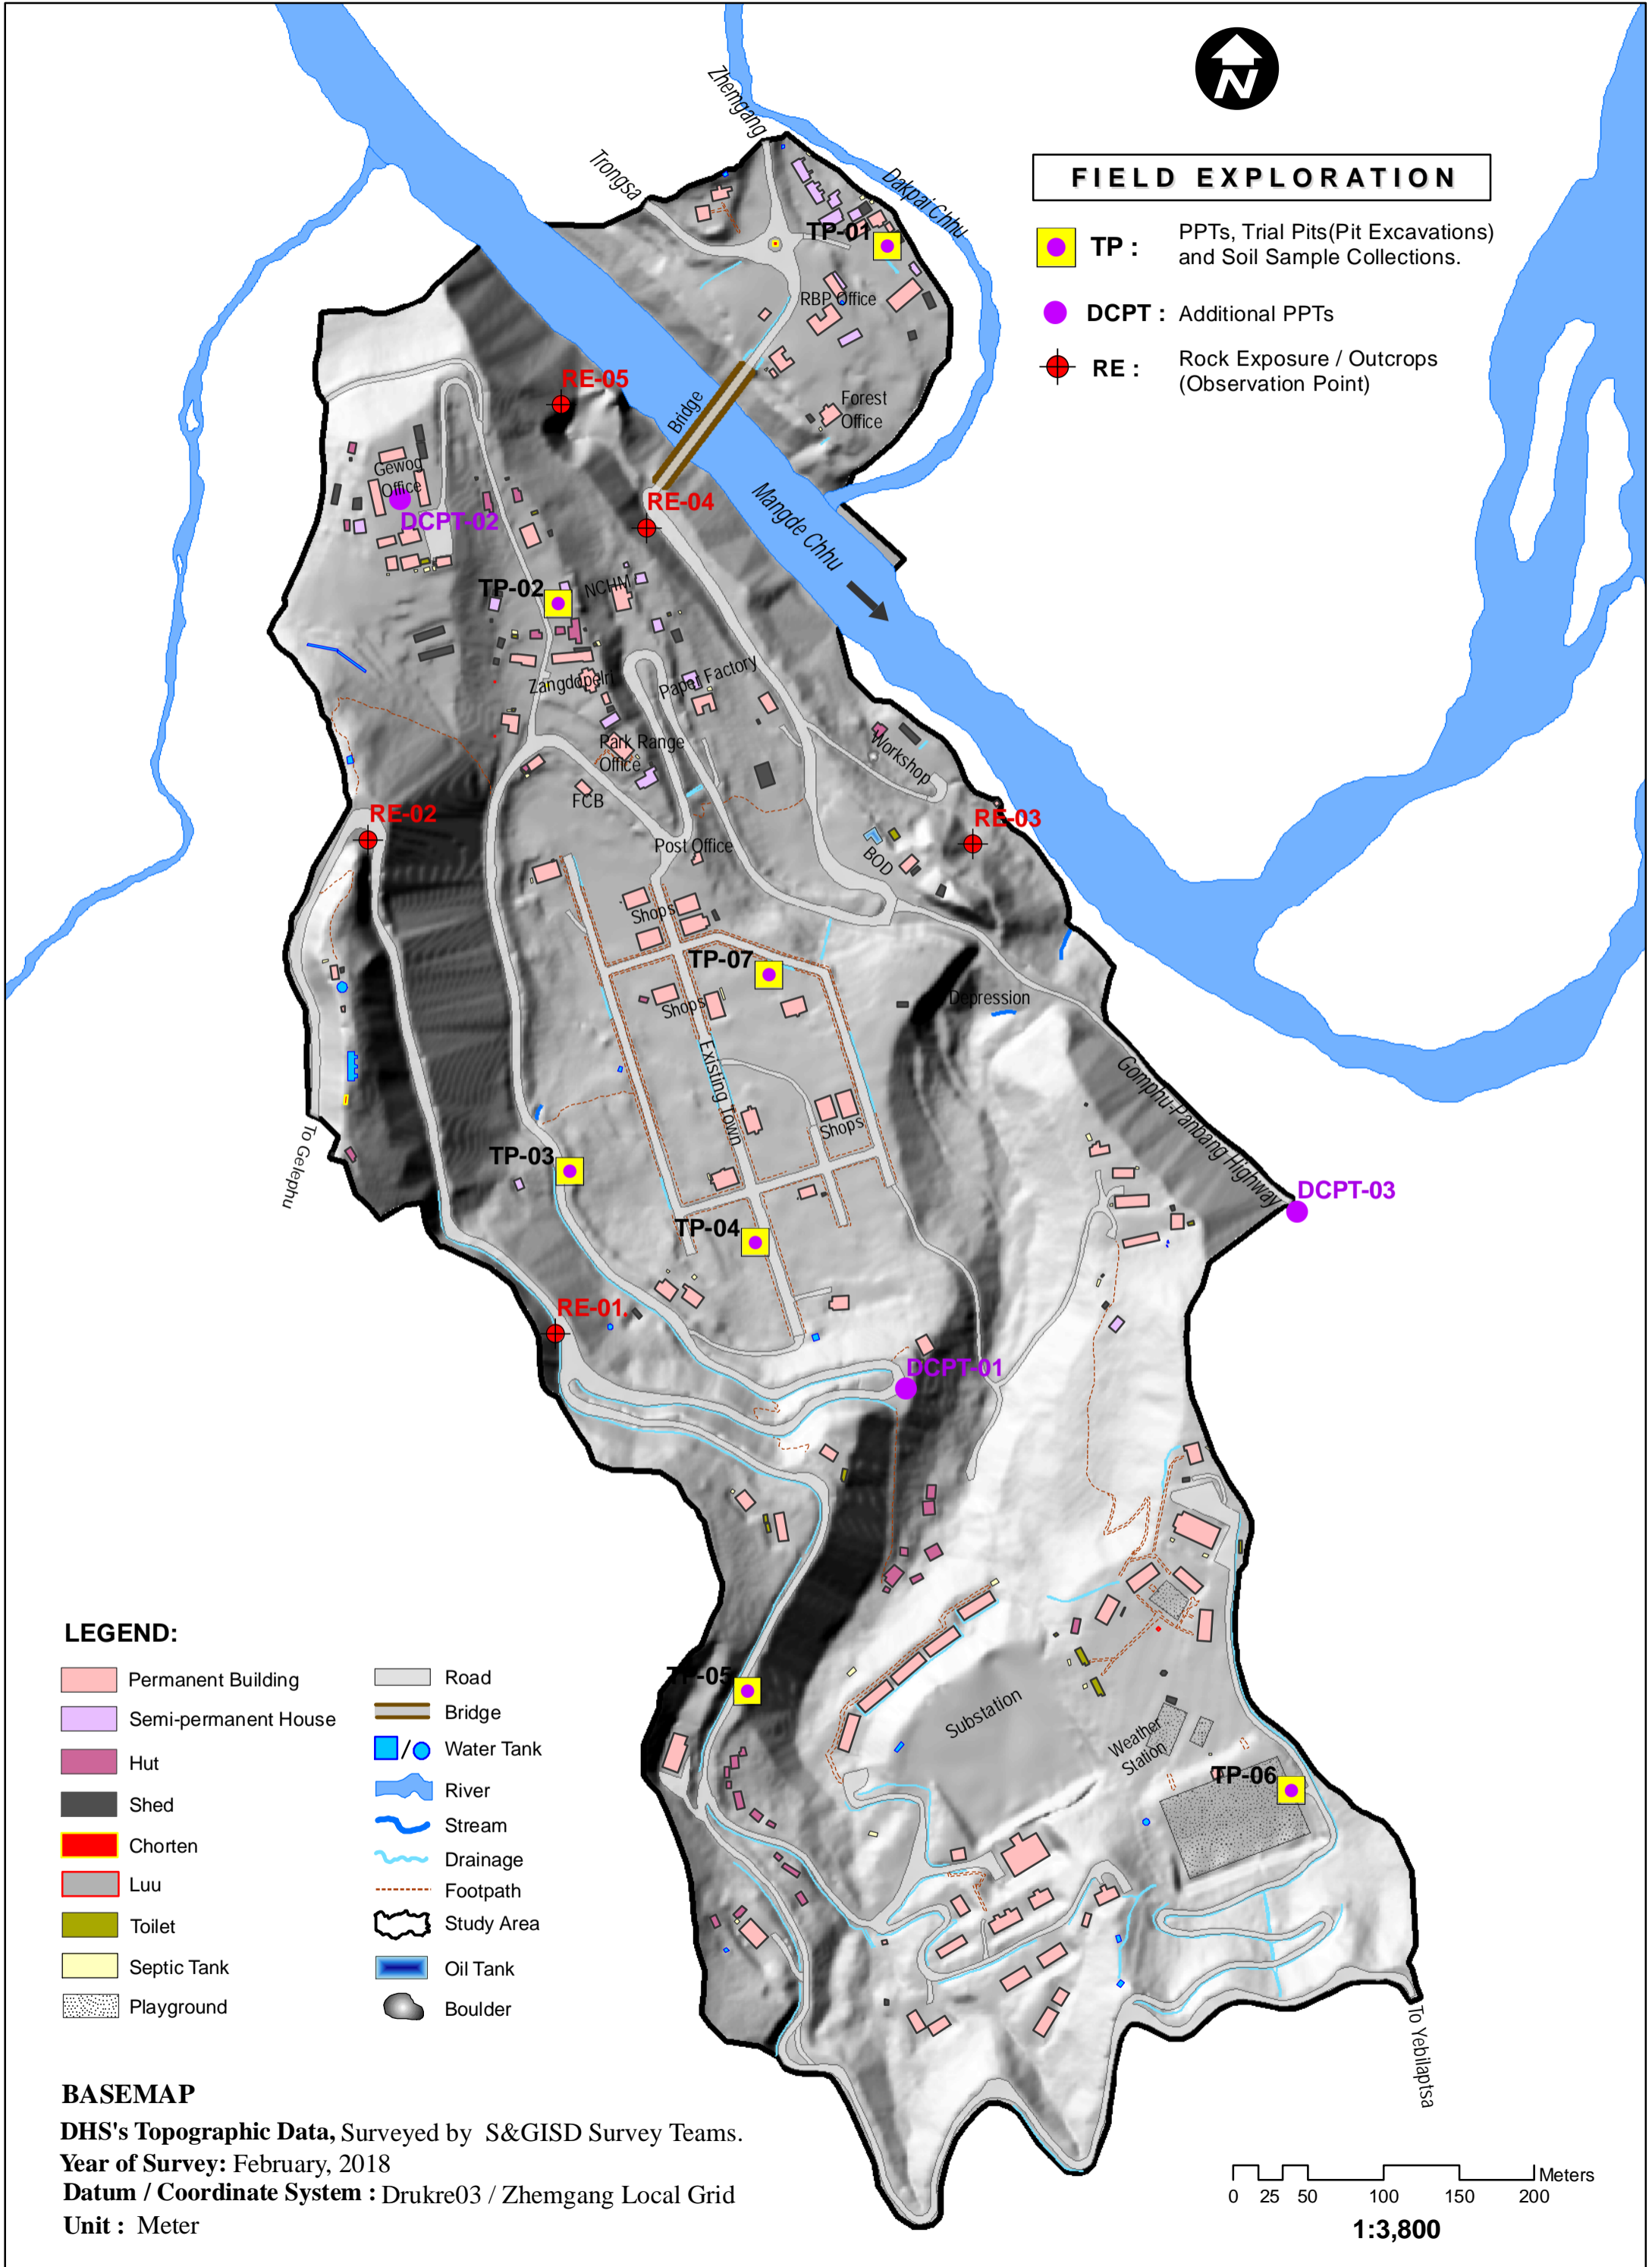 N
FIELD EXPLORATION
TP :
PPTs, Trial Pits(Pit Excavations)
and Soil Sample Collections.
DCPT :
Additional PPTs
RE :
Rock Exposure / Outcrops
(Observation Point)
Zhemgang
Trongsa
Dakpai Chhu
TP-01
RBP Office
RE-05
Bridge
Forest
Office
Gewog
Office
DCPT-02
RE-04
Mangde Chhu
TP-02
NCHM
Zangdopelri
Paper Factory
Park Range
Office
Workshop
FCB
RE-02
RE-03
Post Office
BOD
Shops
TP-07
Shops
Depression
Existing Town
Gomphu-Panbang Highway
Shops
To Gelephu
TP-03
DCPT-03
TP-04
RE-01.
DCPT-01
TP-05
Substation
Weather
Station
TP-06
To Yebilaptsa
LEGEND:
Permanent Building
Semi-permanent House
Hut
Shed
Chorten
Luu
Toilet
Septic Tank
Playground
Road
Bridge
/
Water Tank
River
Stream
Drainage
Footpath
Study Area
Oil Tank
Boulder
BASEMAP
DHS's Topographic Data, Surveyed by S&GISD Survey Teams.
Year of Survey: February, 2018
Datum / Coordinate System : Drukre03 / Zhemgang Local Grid
Unit : Meter
Meters
0 25 50 100 150 200
1:3,800